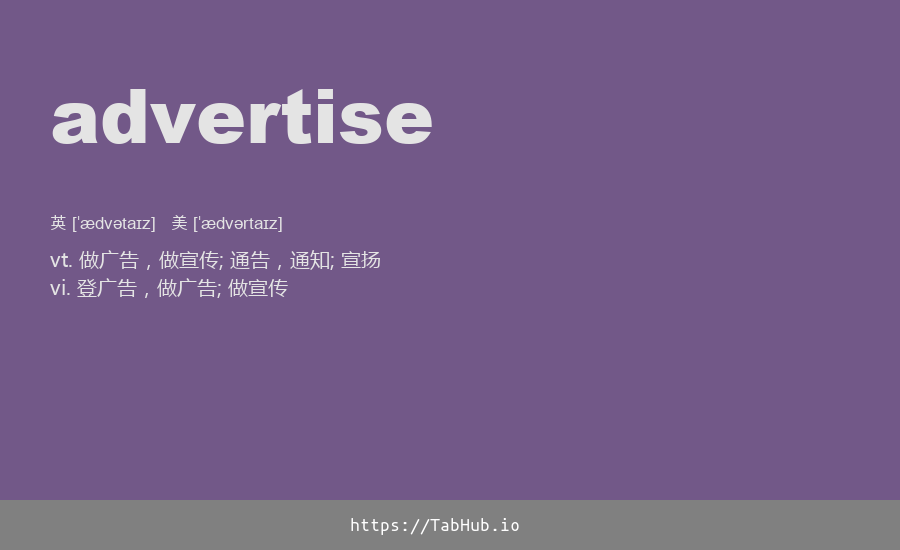 advertise
英 [ˈædvətaɪz] 美 [ˈædvərtaɪz]
vt. 做广告，做宣传; 通告，通知; 宣扬
vi. 登广告，做广告; 做宣传
https://TabHub.io